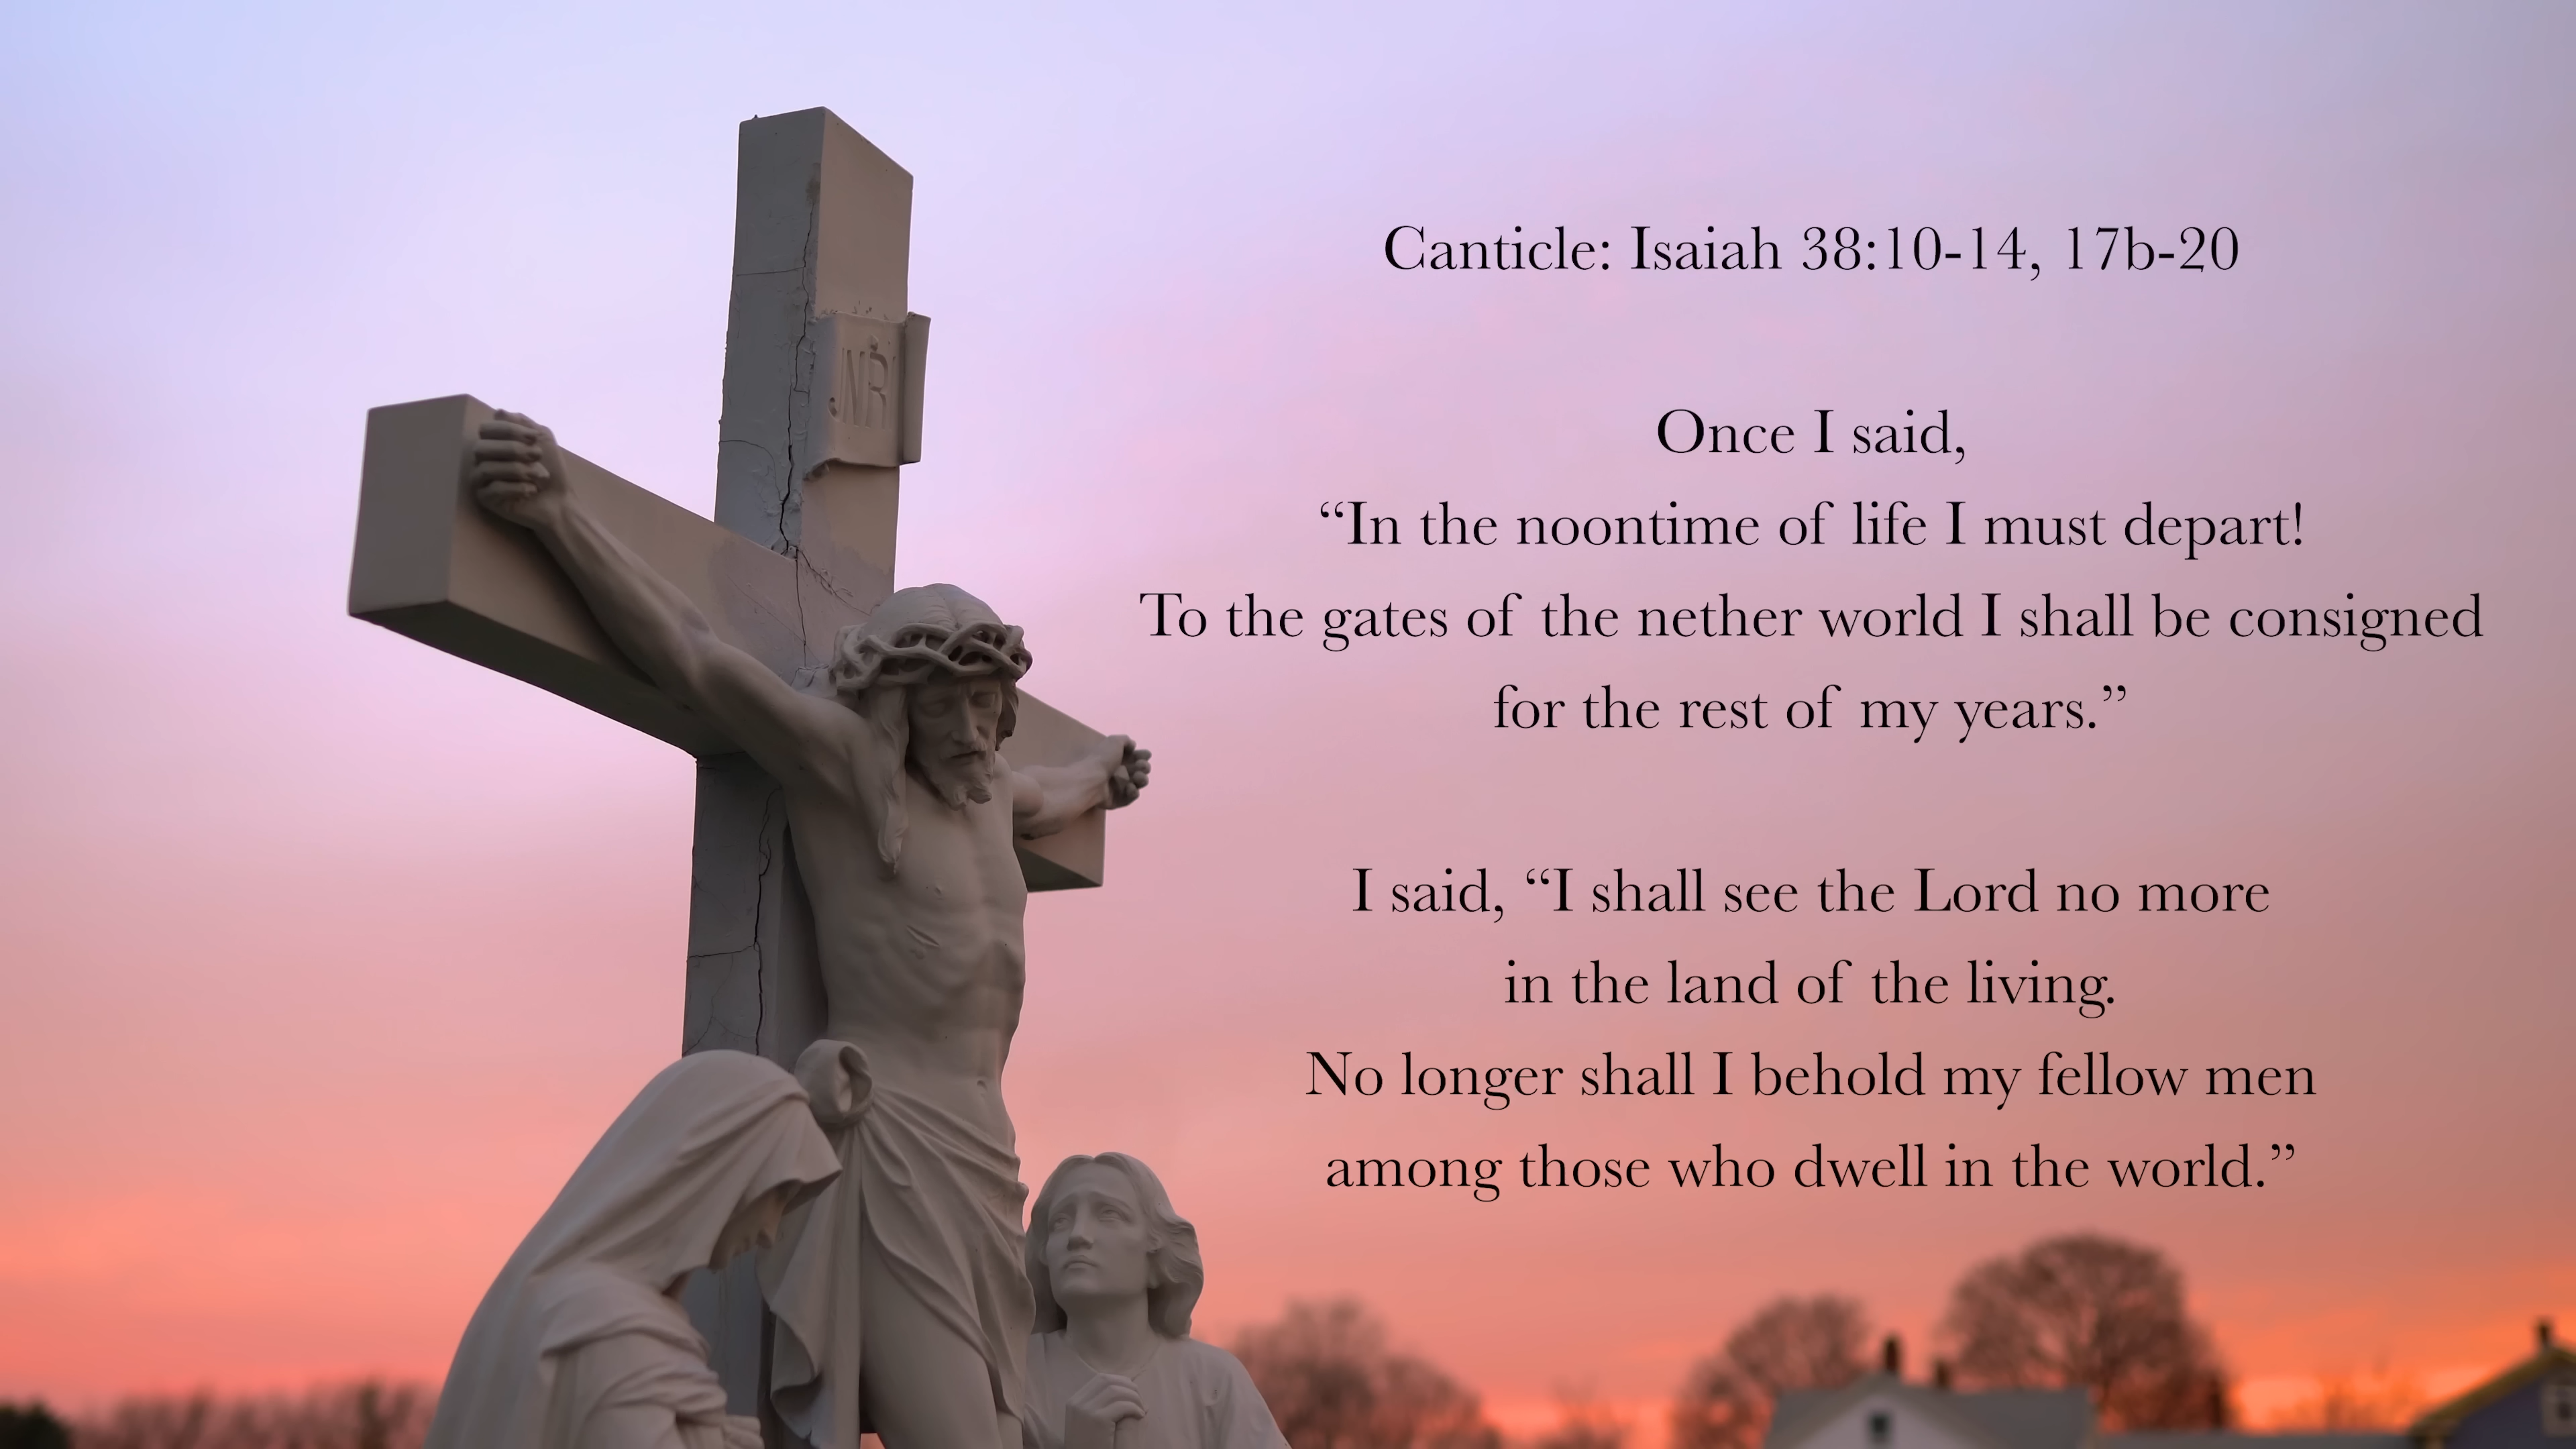 JNRI
Canticle: Isaiah 38:10-14, 17b-20
Once I said,
“In the noontime of life I must depart!
To the gates of the nether world I shall be consigned
for the rest of my years.”
I said, “I shall see the Lord no more
in the land of the living.
No longer shall I behold my fellow men
among those who dwell in the world.”